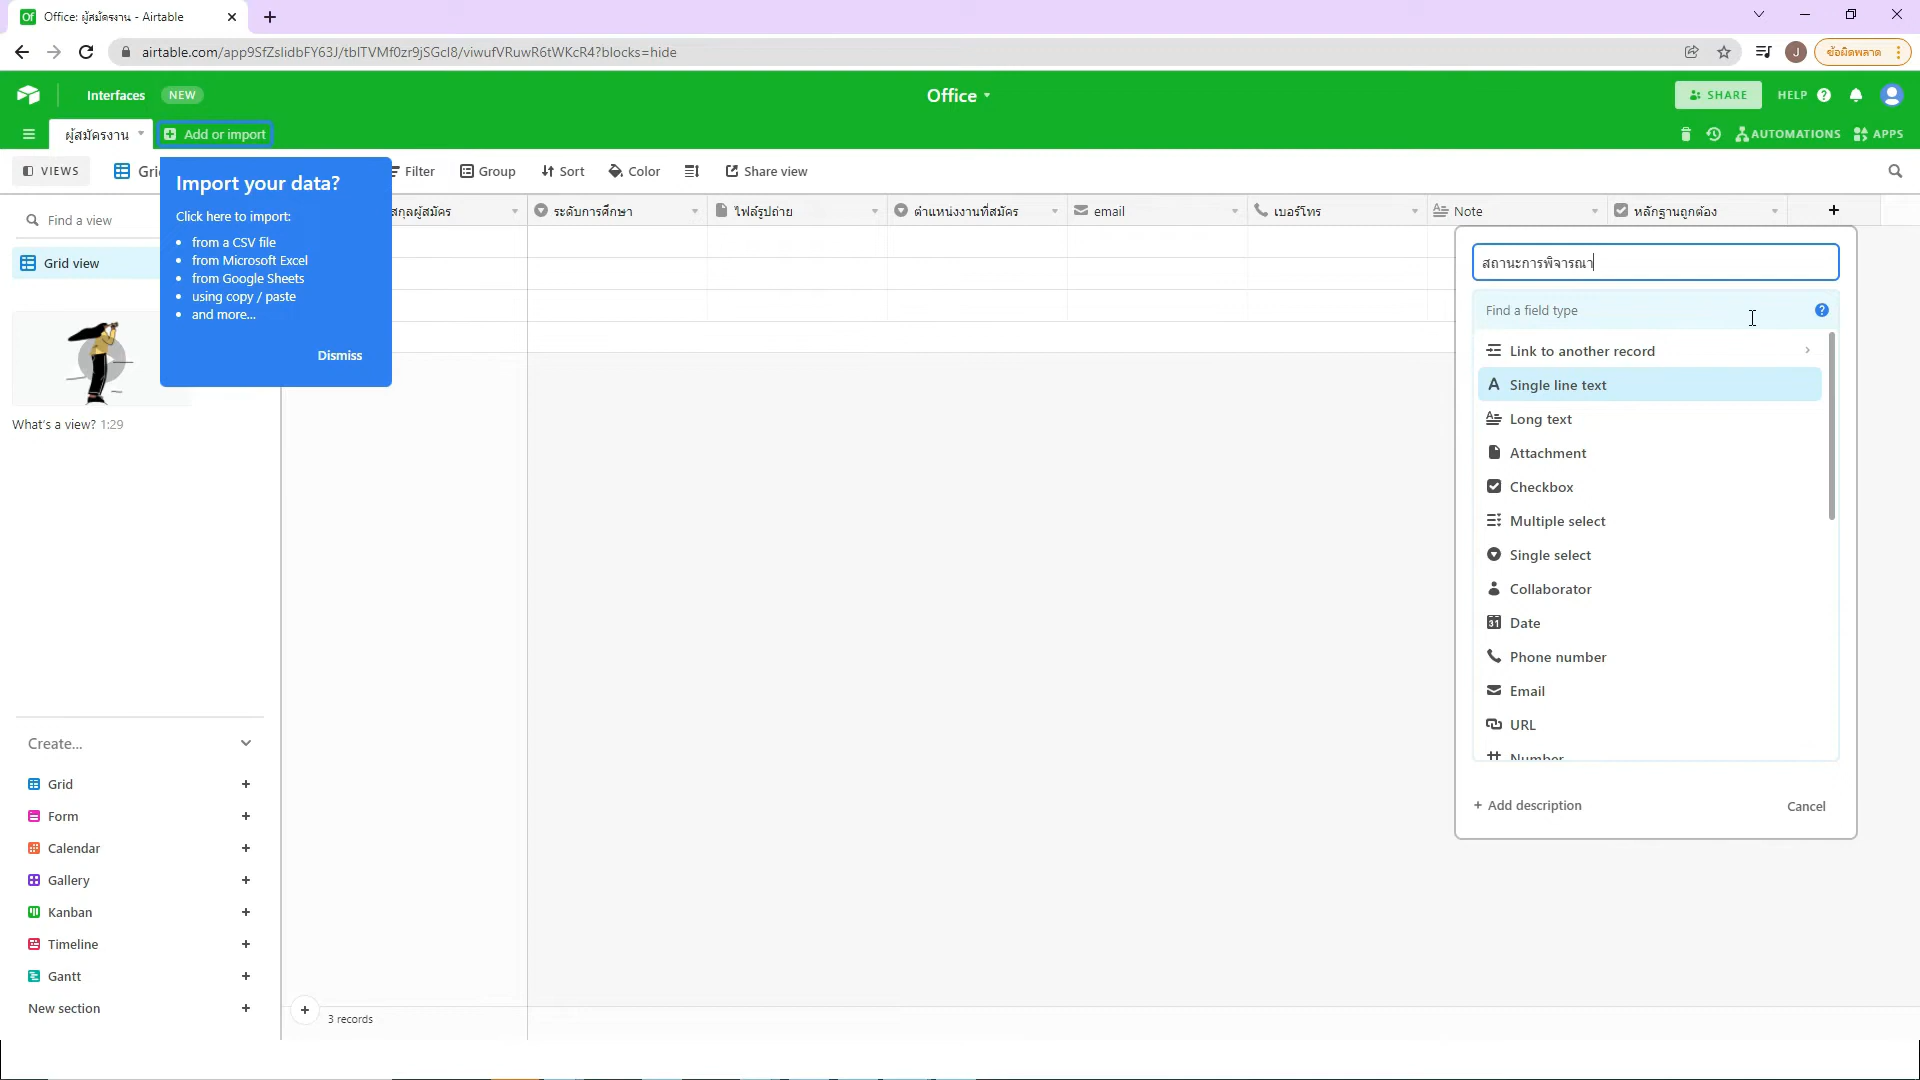 Office: ผู้สมัครงาน - Airtable
airtable.com/app9SfZslidbFY63J/tblTVMf0zr9jSGcI8/viwufVRuwR6tWKcR4?blocks=hide
J
ข้อผิดพลาด
Interfaces
NEW
Office
SHARE
HELP
ผู้สมัครงาน
Add or import
AUTOMATIONS
APPS
VIEWS
Gri
Filter
Group
Sort
Color
Share view
Import your data?
Click here to import:
from a CSV file
from Microsoft Excel
from Google Sheets
using copy / paste
and more...
Dismiss
Find a view
Grid view
What's a view? 1:29
สกุลผู้สมัคร
ระดับการศึกษา
ไฟล์รูปถ่าย
ตำแหน่งงานที่สมัคร
email
เบอร์โทร
Note
หลักฐานถูกต้อง
สถานะการพิจารณา
Find a field type
Link to another record
Single line text
Long text
Attachment
Checkbox
Multiple select
Single select
Collaborator
Date
Phone number
Email
URL
Number
+ Add description
Cancel
Create...
Grid
Form
Calendar
Gallery
Kanban
Timeline
Gantt
New section
3 records